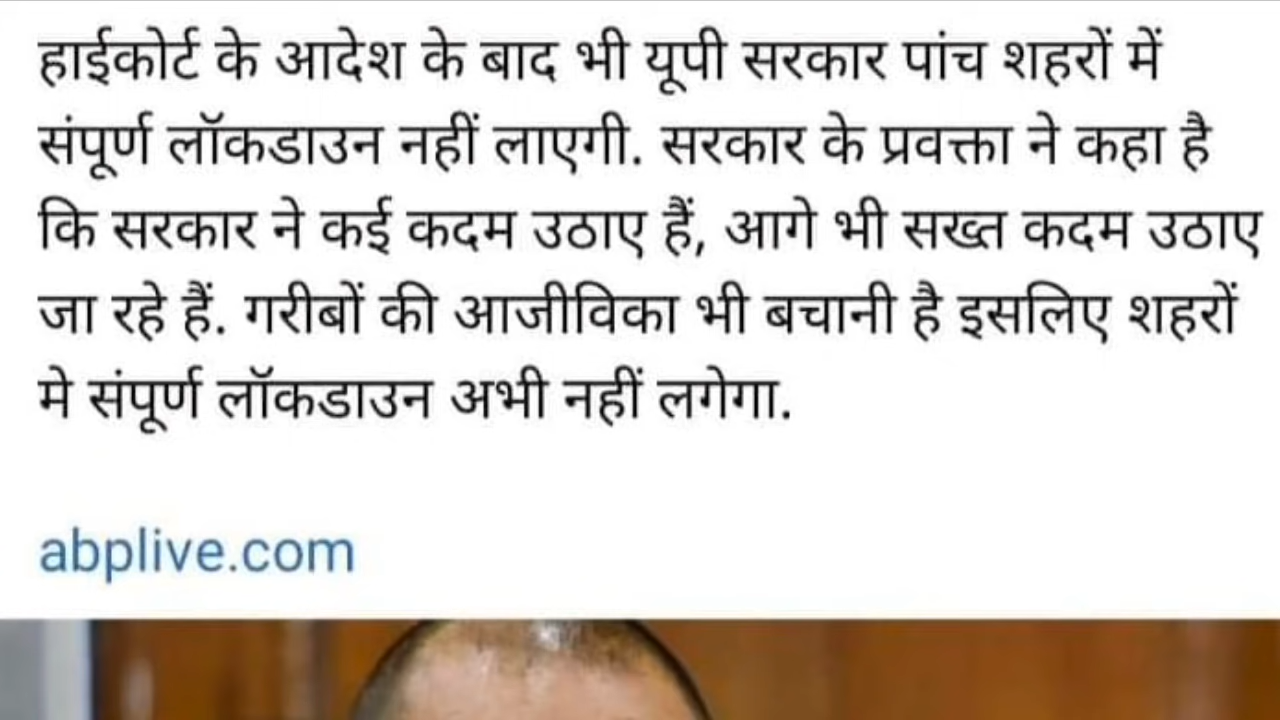 हाईकोर्ट के आदेश के बाद भी यूपी सरकार पांच शहरों में
संपूर्ण लॉकडाउन नहीं लाएगी. सरकार के प्रवक्ता ने कहा है
कि सरकार ने कई कदम उठाए हैं, आगे भी सख्त कदम उठाए
जा रहे हैं. गरीबों की आजीविका भी बचानी है इसलिए शहरों
मे संपूर्ण लॉकडाउन अभी नहीं लगेगा.
abplive.com